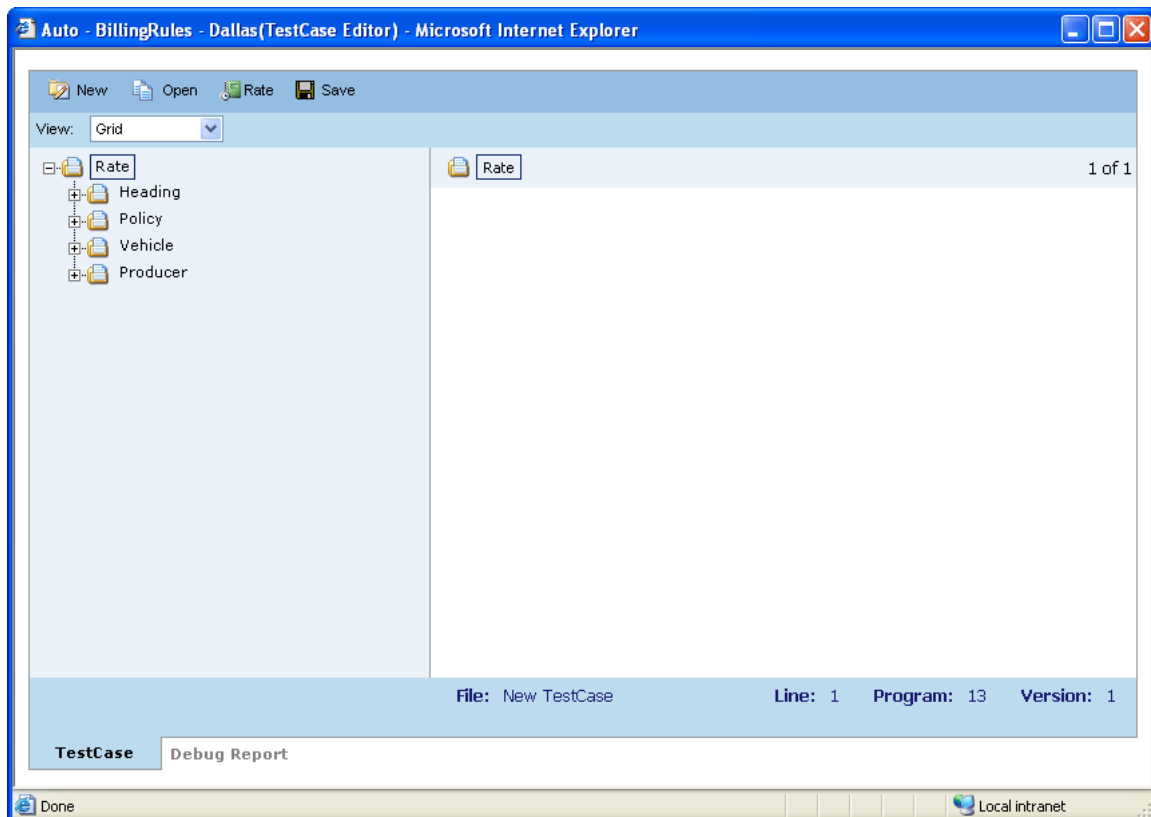 Auto - BillingRules - Dallas(TestCase Editor) - Microsoft Internet Explorer
New Open Rate Save
View: Grid
Rate
Heading
Policy
Vehicle
Producer
Rate 1 of 1
File: New TestCase Line: 1 Program: 13 Version: 1
TestCase Debug Report
Done Local intranet